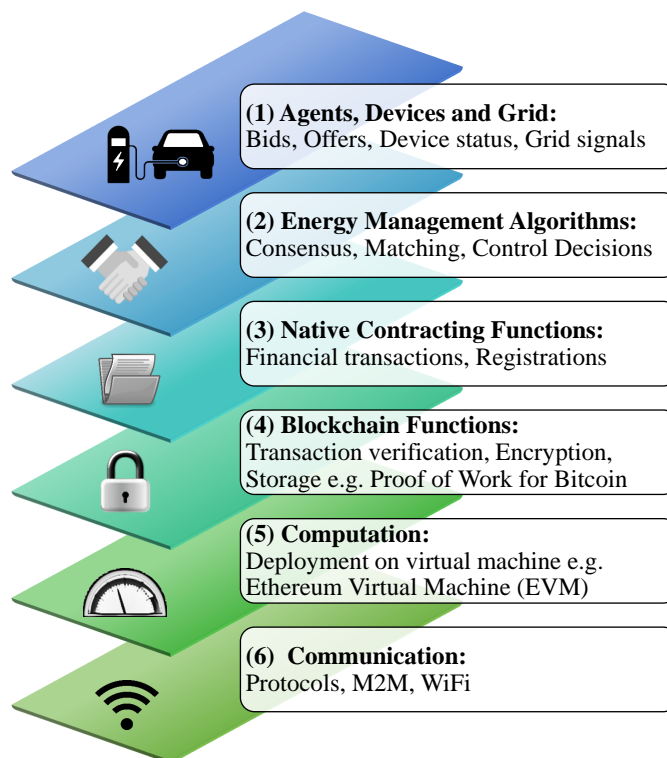 (1) Agents, Devices and Grid:
Bids, Offers, Device status, Grid signals
(2) Energy Management Algorithms:
Consensus, Matching, Control Decisions
(3) Native Contracting Functions:
Financial transactions, Registrations
(4) Blockchain Functions:
Transaction verification, Encryption,
Storage e.g. Proof of Work for Bitcoin
(5) Computation:
Deployment on virtual machine e.g.
Ethereum Virtual Machine (EVM)
(6) Communication:
Protocols, M2M, WiFi